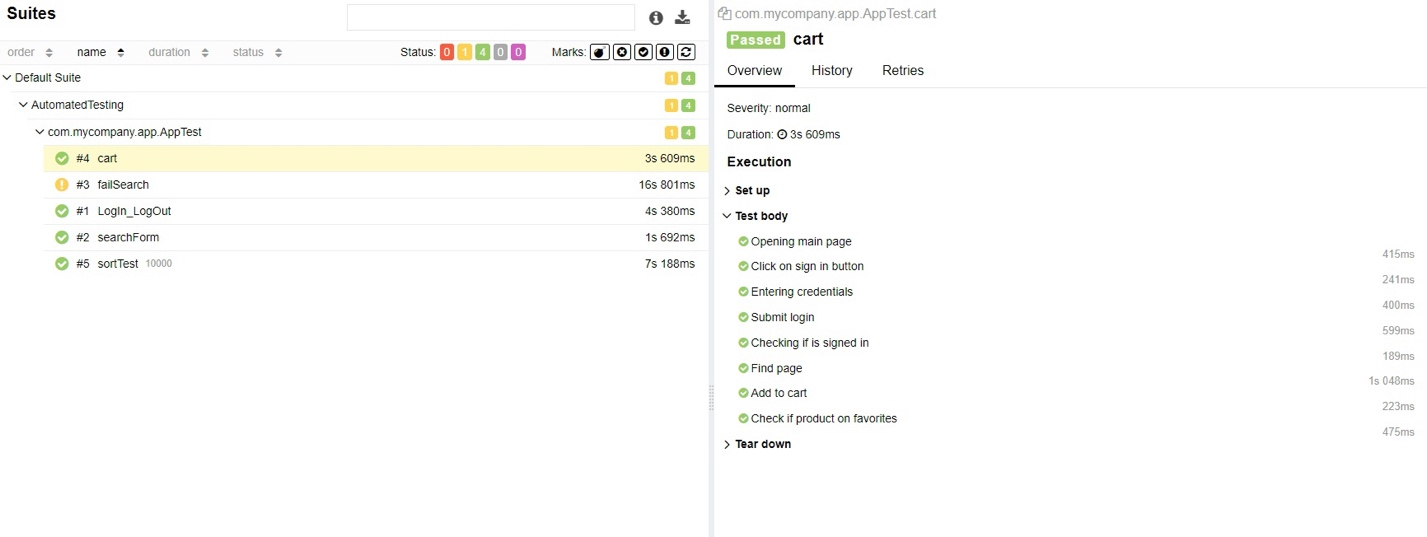 Suites
order name duration status Status: 0 1 4 0 0 Marks:
Default Suite 1 4
AutomatedTesting 1 4
com.mycompany.app.AppTest 1 4
#4 cart 3s 609ms
#3 failSearch 16s 801ms
#1 LogIn_LogOut 4s 380ms
#2 searchForm 1s 692ms
#5 sortTest 10000 7s 188ms
com.mycompany.app.AppTest.cart
Passed cart
Overview History Retries
Severity: normal
Duration: 3s 609ms
Execution
Set up
Test body
Opening main page
415ms
Click on sign in button
241ms
Entering credentials
400ms
Submit login
599ms
Checking if is signed in
189ms
Find page
1s 048ms
Add to cart
223ms
Check if product on favorites
475ms
Tear down